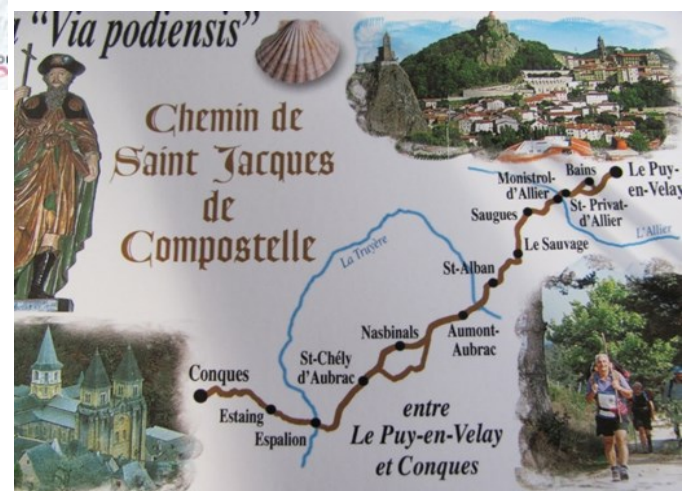 "Via podiensis"
Chemin de
Saint Jacques
de
Compostelle
Le Puy-
en-Velay
Bains
Monistrol-
d'Allier
St- Privat-
d'Allier
L'Allier
Saugues
Le Sauvage
St-Alban
La Truyère
Aumont-
Aubrac
Nasbinals
St-Chély
d'Aubrac
Conques
Estaing
Espalion
entre
Le Puy-en-Velay
et Conques